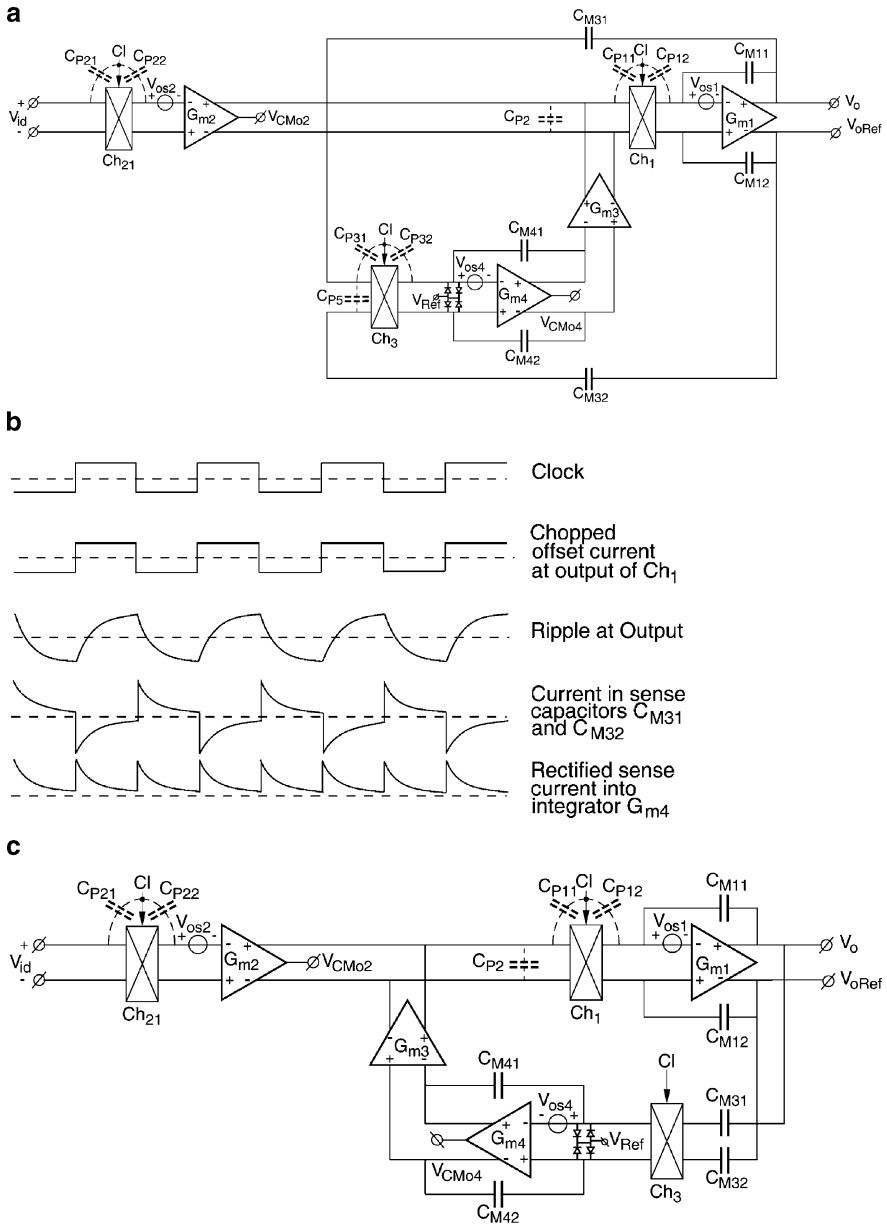 a
C_M31
C_P21 Cl C_P22
V_os2
C_P11 Cl C_P12
C_M11
V_os1
+ - - +
V_id
G_m2
V_CMo2
C_P2
G_m1
V_o
- + -
V_oRef
Ch_21
Ch_1
C_M12
G_m3
C_P31 Cl C_P32
C_M41
V_os4
C_P5
V_Ref
G_m4
V_CMo4
Ch_3
C_M42
C_M32
b
Clock
Chopped
offset current
at output of Ch_1
Ripple at Output
Current in sense
capacitors C_M31
and C_M32
Rectified sense
current into
integrator G_m4
c
C_P21 Cl C_P22
V_os2
C_P11 Cl C_P12
C_M11
V_os1
V_id
G_m2
V_CMo2
C_P2
G_m1
V_o
V_oRef
Ch_21
Ch_1
C_M12
G_m3
C_M41
Cl
V_os4
C_M31
G_m4
V_Ref
V_CMo4
C_M32
C_M42
Ch_3